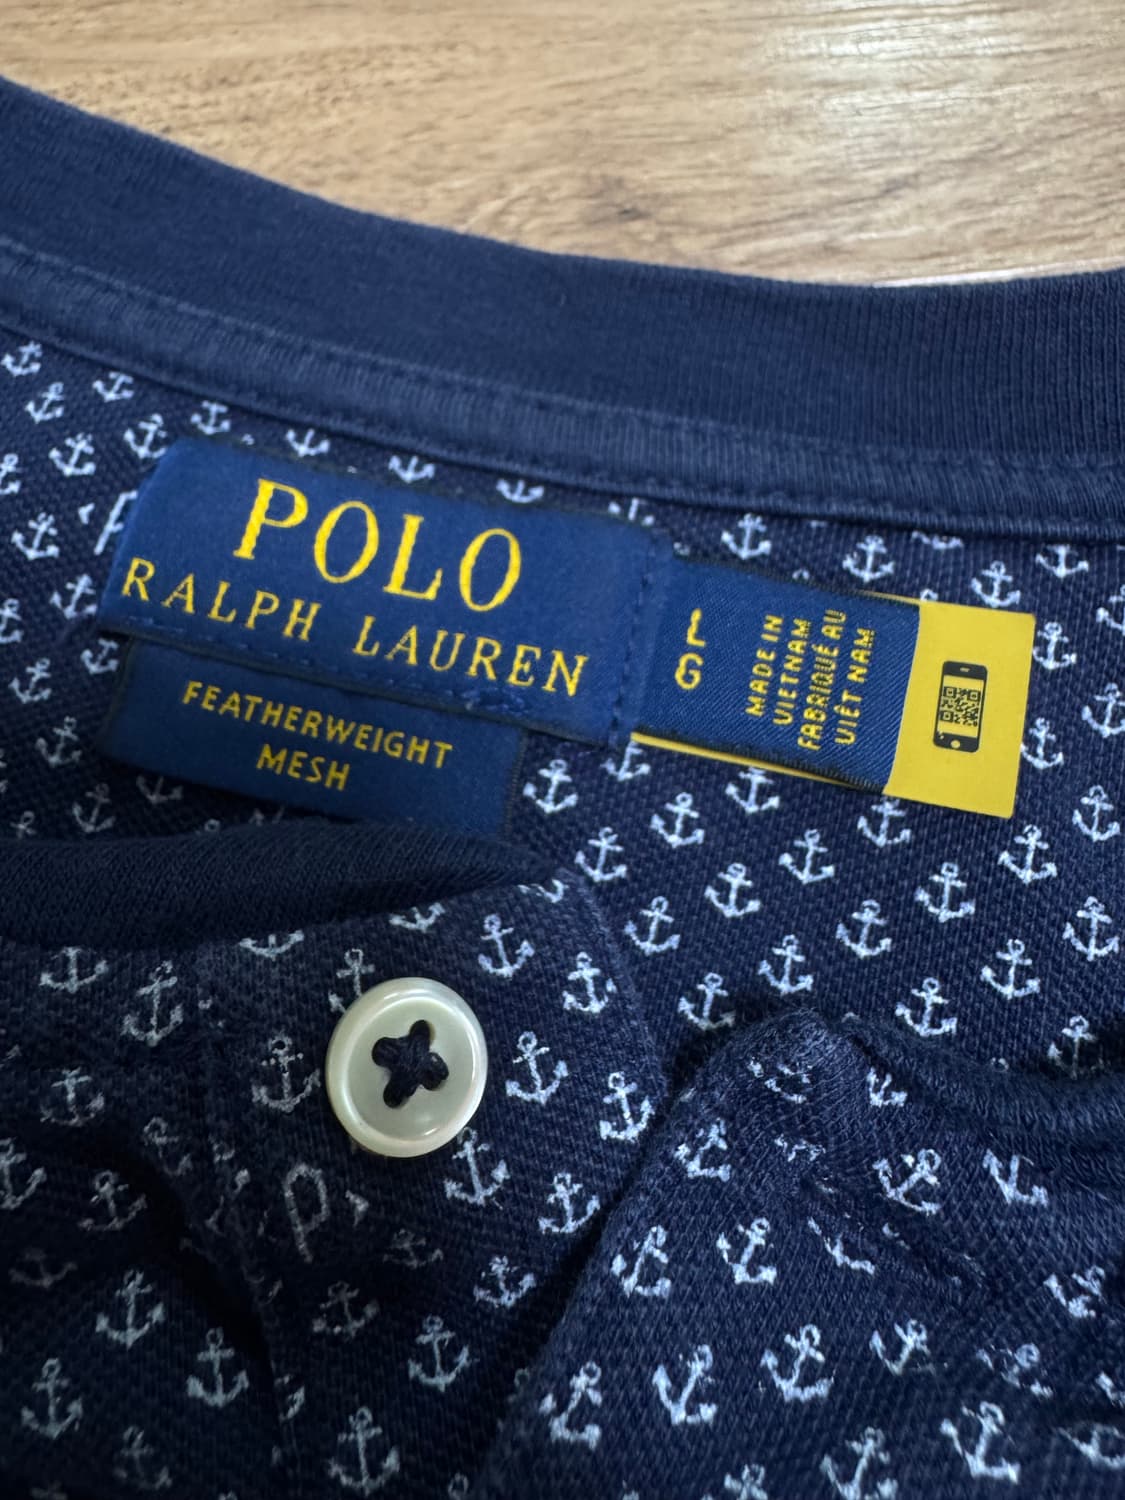 POLO
RALPH LAUREN
FEATHERWEIGHT
MESH
L
G
MADE IN
VIETNAM
FABRIQUÉ AU
VIÊT NAM